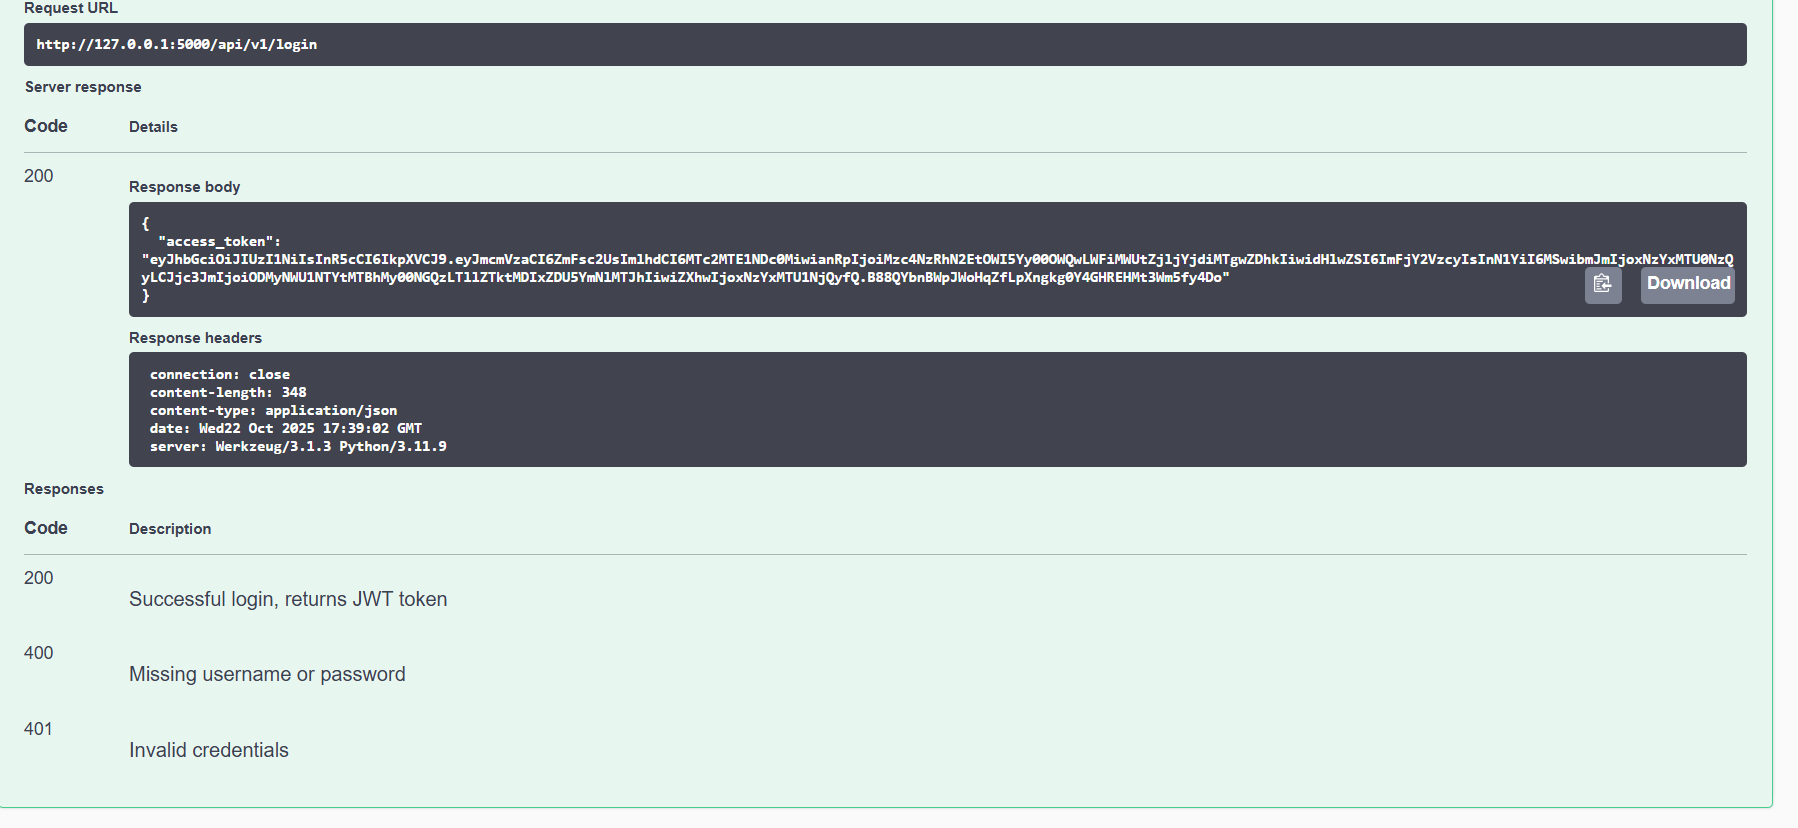 Request URL
http://127.0.0.1:5000/api/v1/login
Server response
Code Details
200
Response body
{
"access_token":
"eyJhbGciOiJIUzI1NiIsInR5cCI6IkpXVCJ9.eyJmcmVzaCI6ZmFsc2UsImlhdCI6MTc2MTE1NDc0MiwianRpIjoiMzc4NzRhN2EtOWI5Yy00OWQwLWFiMWUtZjljYjdiMTgwZDhkIiwidHlwZSI6ImFjY2VzcyIsInN1YiI6MSwibmJmIjoxNzYxMTU0NzQ
yLCJjc3JmIjoiODMyNWU1NTYtMTBhMy00NGQzLTllZTktMDIxZDU5YmNlMTJhIiwiZXhwIjoxNzYxMTU1NjQyfQ.B88QYbnBWpJWoHqZfLpXngkg0Y4GHREHMt3Wm5fy4Do"
}
Download
Response headers
connection: close
content-length: 348
content-type: application/json
date: Wed22 Oct 2025 17:39:02 GMT
server: Werkzeug/3.1.3 Python/3.11.9
Responses
Code Description
200
Successful login, returns JWT token
400
Missing username or password
401
Invalid credentials